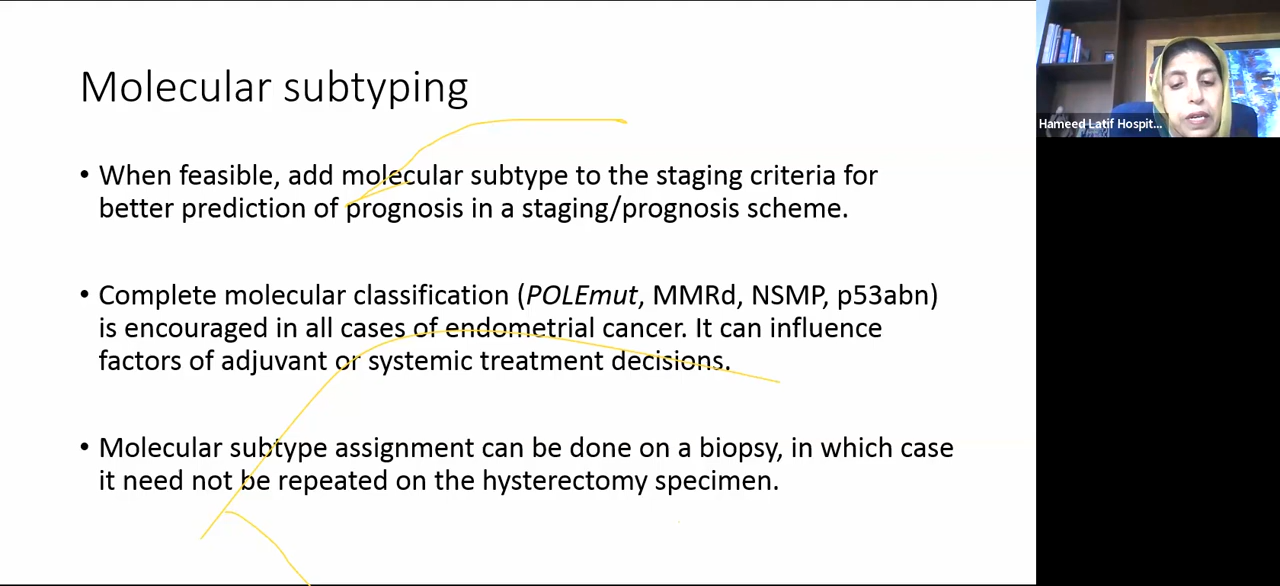 Molecular subtyping
• When feasible, add molecular subtype to the staging criteria for
better prediction of prognosis in a staging/prognosis scheme.
• Complete molecular classification (POLEmut, MMRd, NSMP, p53abn)
is encouraged in all cases of endometrial cancer. It can influence
factors of adjuvant or systemic treatment decisions.
• Molecular subtype assignment can be done on a biopsy, in which case
it need not be repeated on the hysterectomy specimen.
Hameed Latif Hospit...